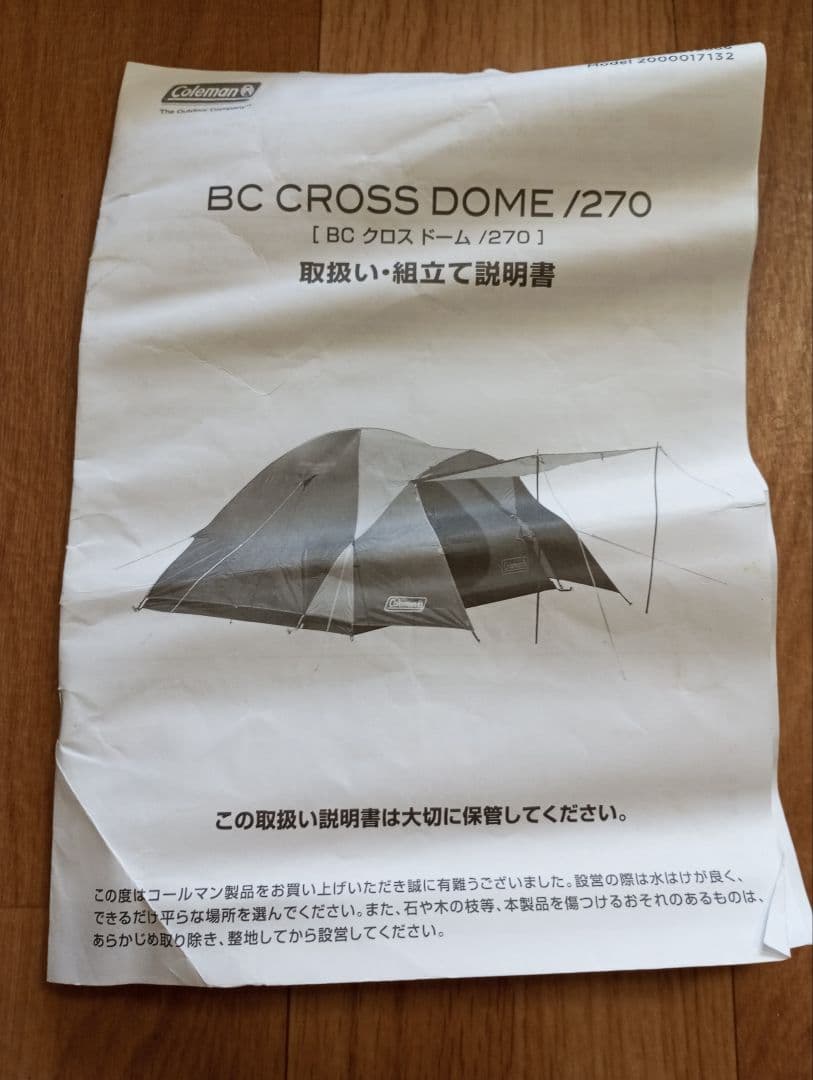 Model 2000017132
Coleman
The Outdoor Company™
BC CROSS DOME /270
[ BC クロス ドーム /270 ]
取扱い・組立て説明書
Coleman
Coleman
この取扱い説明書は大切に保管してください。
この度はコールマン製品をお買い上げいただき誠に有難うございました。設営の際は水はけが良く、
できるだけ平らな場所を選んでください。また、石や木の枝等、本製品を傷つけるおそれのあるものは、
あらかじめ取り除き、整地してから設営してください。